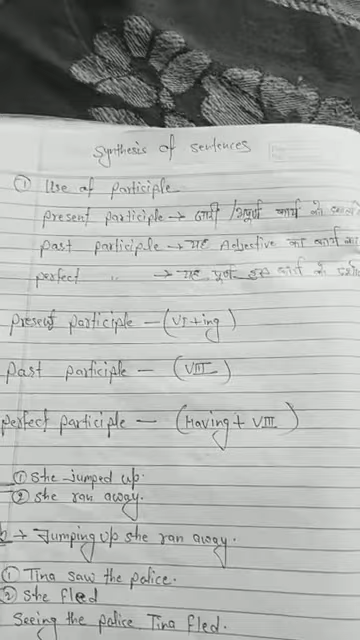 Synthesis of sentences
① Use of participle
present participle → जारी / अपूर्ण कार्य को
past participle → यह Adjective का कार्य
perfect " → यह पूर्ण हुए कार्य को
present participle — (VI + ing)
past participle — (VIII)
perfect participle — (Having + VIII)
① She jumped up.
② she ran away.
→ Jumping up she ran away.
① Tina saw the police.
② She fled
Seeing the police Tina fled.